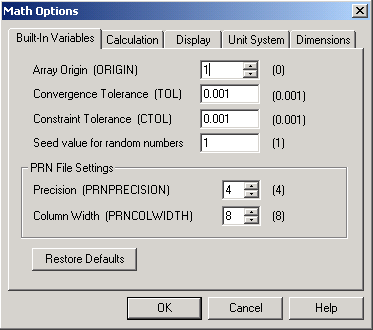 Math Options
Built-In Variables Calculation Display Unit System Dimensions
Array Origin (ORIGIN) 1 (0)
Convergence Tolerance (TOL) 0.001 (0.001)
Constraint Tolerance (CTOL) 0.001 (0.001)
Seed value for random numbers 1 (1)
PRN File Settings
Precision (PRNPRECISION) 4 (4)
Column Width (PRNCOLWIDTH) 8 (8)
Restore Defaults
OK Cancel Help